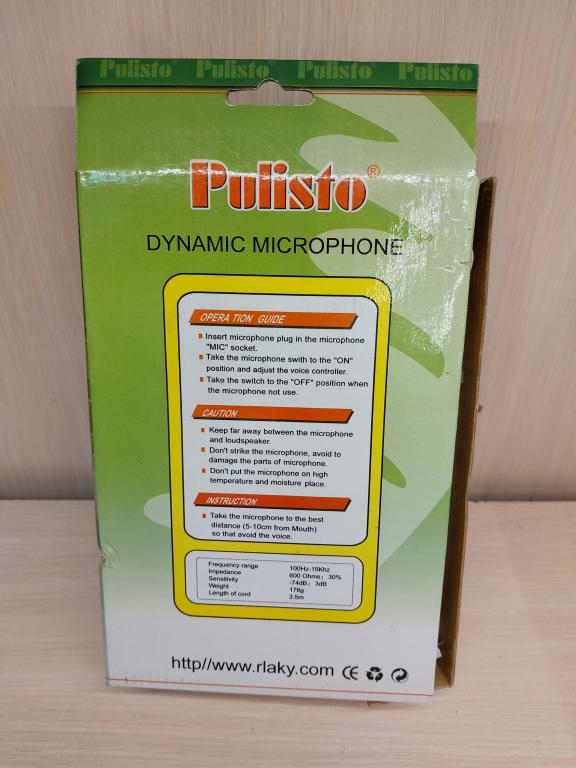 Pulisto Pulisto Pulisto Pulisto
Pulisto®
DYNAMIC MICROPHONE
OPERA TION GUIDE
Insert microphone plug in the microphone
"MIC" socket.
Take the microphone swith to the "ON"
position and adjust the voice controller.
Take the switch to the "OFF" position when
the microphone not use.
CAUTION
Keep far away between the microphone
and loudspeaker.
Don't strike the microphone, avoid to
damage the parts of microphone.
Don't put the microphone on high
temperature and moisture place.
INSTRUCTION
Take the microphone to the best
distance (5-10cm from Mouth)
so that avoid the voice.
Frequency range 100Hz-15Khz
Impedance 600 Ohms; 30%
Sensitivity -74dB; 3dB
Weight 178g
Length of cord 3.5m
http//www.rlaky.com CE